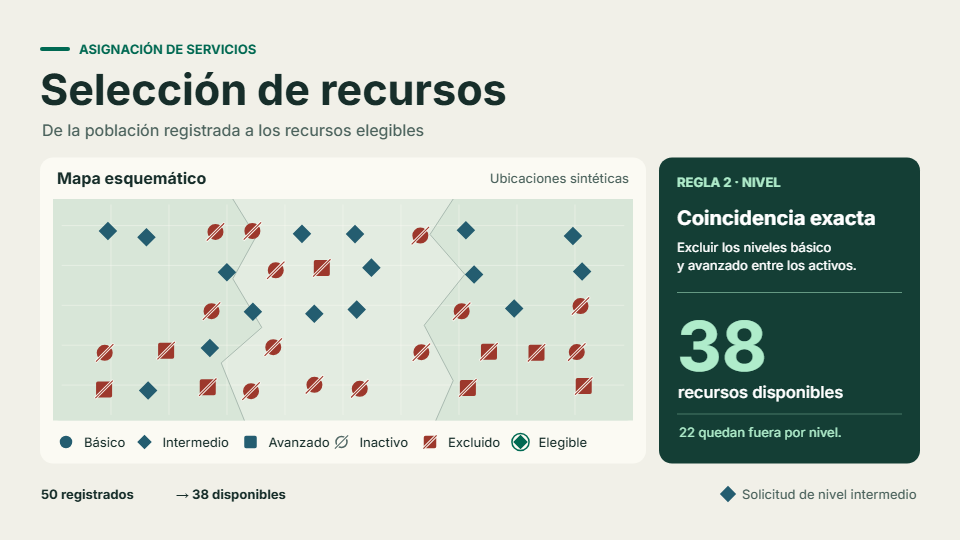 ASIGNACIÓN DE SERVICIOS
Selección de recursos
De la población registrada a los recursos elegibles
Mapa esquemático
Ubicaciones sintéticas
Básico
Intermedio
Avanzado
Inactivo
Excluido
Elegible
REGLA 2 · NIVEL
Coincidencia exacta
Excluir los niveles básico
y avanzado entre los activos.
38
recursos disponibles
22 quedan fuera por nivel.
50 registrados
→ 38 disponibles
Solicitud de nivel intermedio